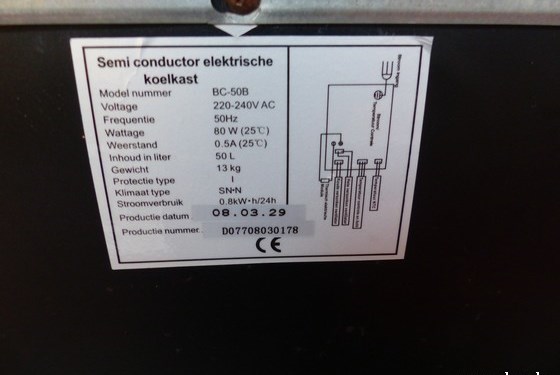 Semi conductor elektrische
koelkast
Model nummer BC-50B
Voltage 220-240V AC
Frequentie 50Hz
Wattage 80 W (25℃)
Weerstand 0.5A (25℃)
Inhoud in liter 50 L
Gewicht 13 kg
Protectie type I
Klimaat type SN·N
Stroomverbruik 0.8kW·h/24h
Productie datum 08.03.29
Productie nummer. D07708030178
CE